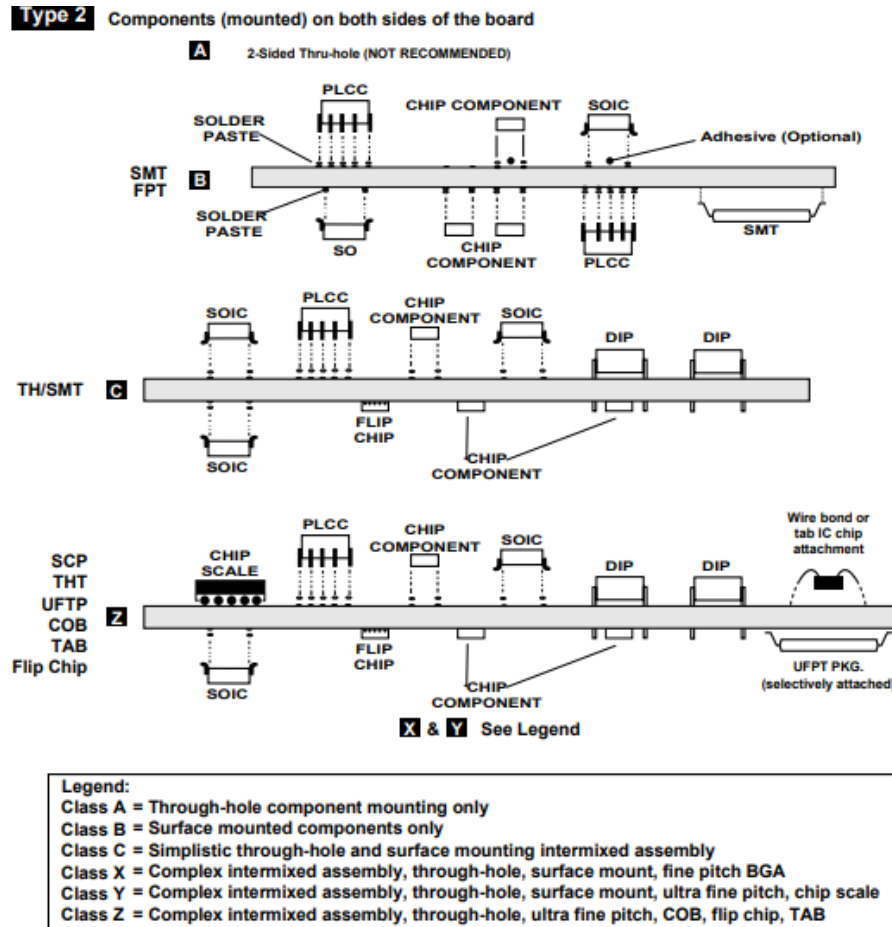 Type 2 Components (mounted) on both sides of the board
A 2-Sided Thru-hole (NOT RECOMMENDED)
PLCC
CHIP COMPONENT
SOIC
SOLDER
PASTE
Adhesive (Optional)
SMT
FPT
B
SOLDER
PASTE
SO
CHIP
COMPONENT
PLCC
SMT
SOIC
PLCC
CHIP
COMPONENT
SOIC
DIP
DIP
TH/SMT
C
SOIC
FLIP
CHIP
CHIP
COMPONENT
SCP
THT
UFTP
COB
TAB
Flip Chip
Z
CHIP
SCALE
PLCC
CHIP
COMPONENT
SOIC
DIP
DIP
Wire bond or
tab IC chip
attachment
SOIC
FLIP
CHIP
CHIP
COMPONENT
UFPT PKG.
(selectively attached)
X & Y See Legend
Legend:
Class A = Through-hole component mounting only
Class B = Surface mounted components only
Class C = Simplistic through-hole and surface mounting intermixed assembly
Class X = Complex intermixed assembly, through-hole, surface mount, fine pitch BGA
Class Y = Complex intermixed assembly, through-hole, surface mount, ultra fine pitch, chip scale
Class Z = Complex intermixed assembly, through-hole, ultra fine pitch, COB, flip chip, TAB